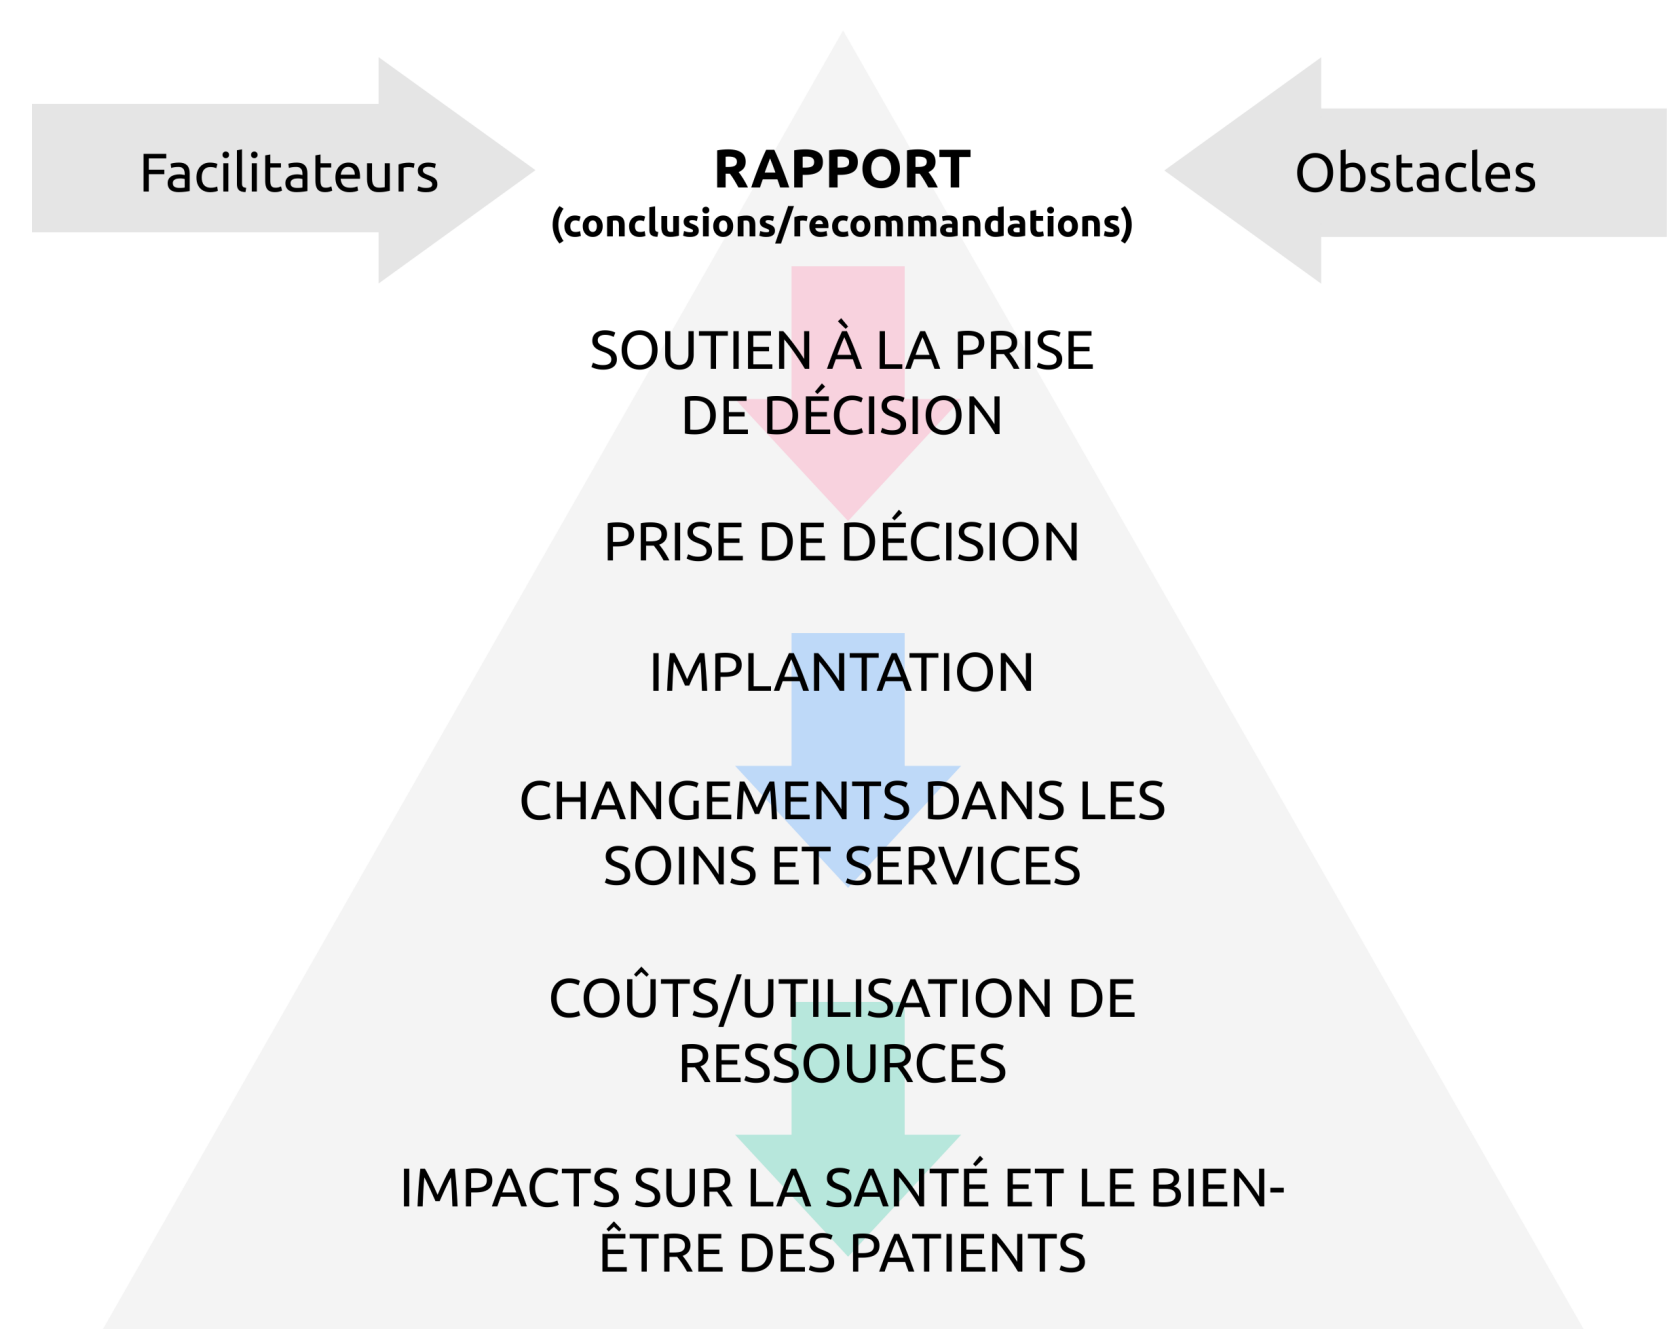 Facilitateurs
RAPPORT
(conclusions/recommandations)
Obstacles
SOUTIEN À LA PRISE
DE DÉCISION
PRISE DE DÉCISION
IMPLANTATION
CHANGEMENTS DANS LES
SOINS ET SERVICES
COÛTS/UTILISATION DE
RESSOURCES
IMPACTS SUR LA SANTÉ ET LE BIEN-
ÊTRE DES PATIENTS